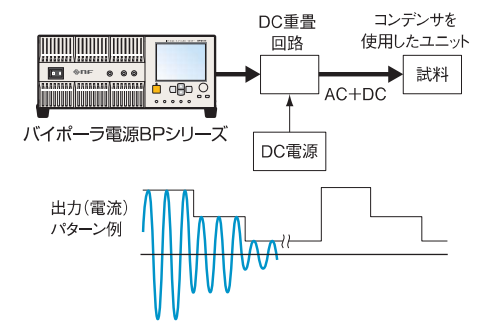 DC重畳
回路
コンデンサを
使用したユニット
試料
AC+DC
バイポーラ電源BPシリーズ
DC電源
出力(電流)
パターン例